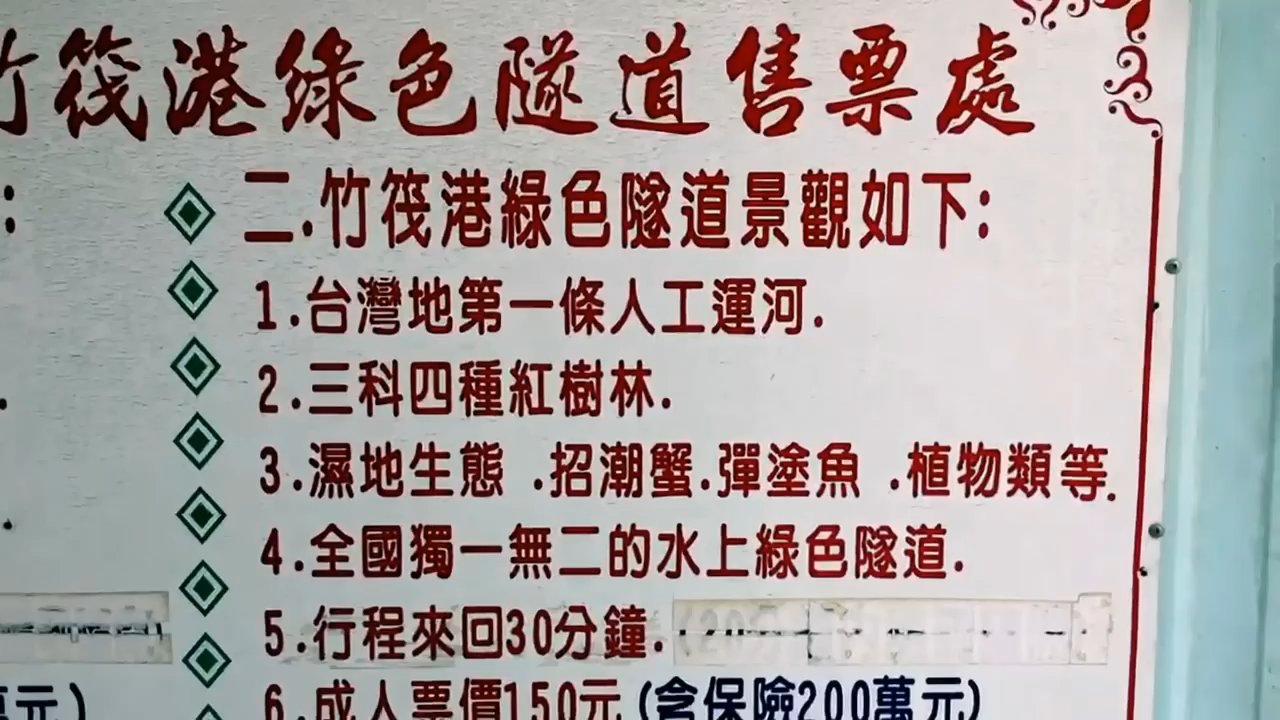 竹筏港綠色隧道售票處
二.竹筏港綠色隧道景觀如下:
1.台灣地第一條人工運河.
2.三科四種紅樹林.
3.濕地生態 .招潮蟹.彈塗魚 .植物類等.
4.全國獨一無二的水上綠色隧道.
5.行程來回30分鐘.
6.成人票價150元(含保險200萬元)
萬元)